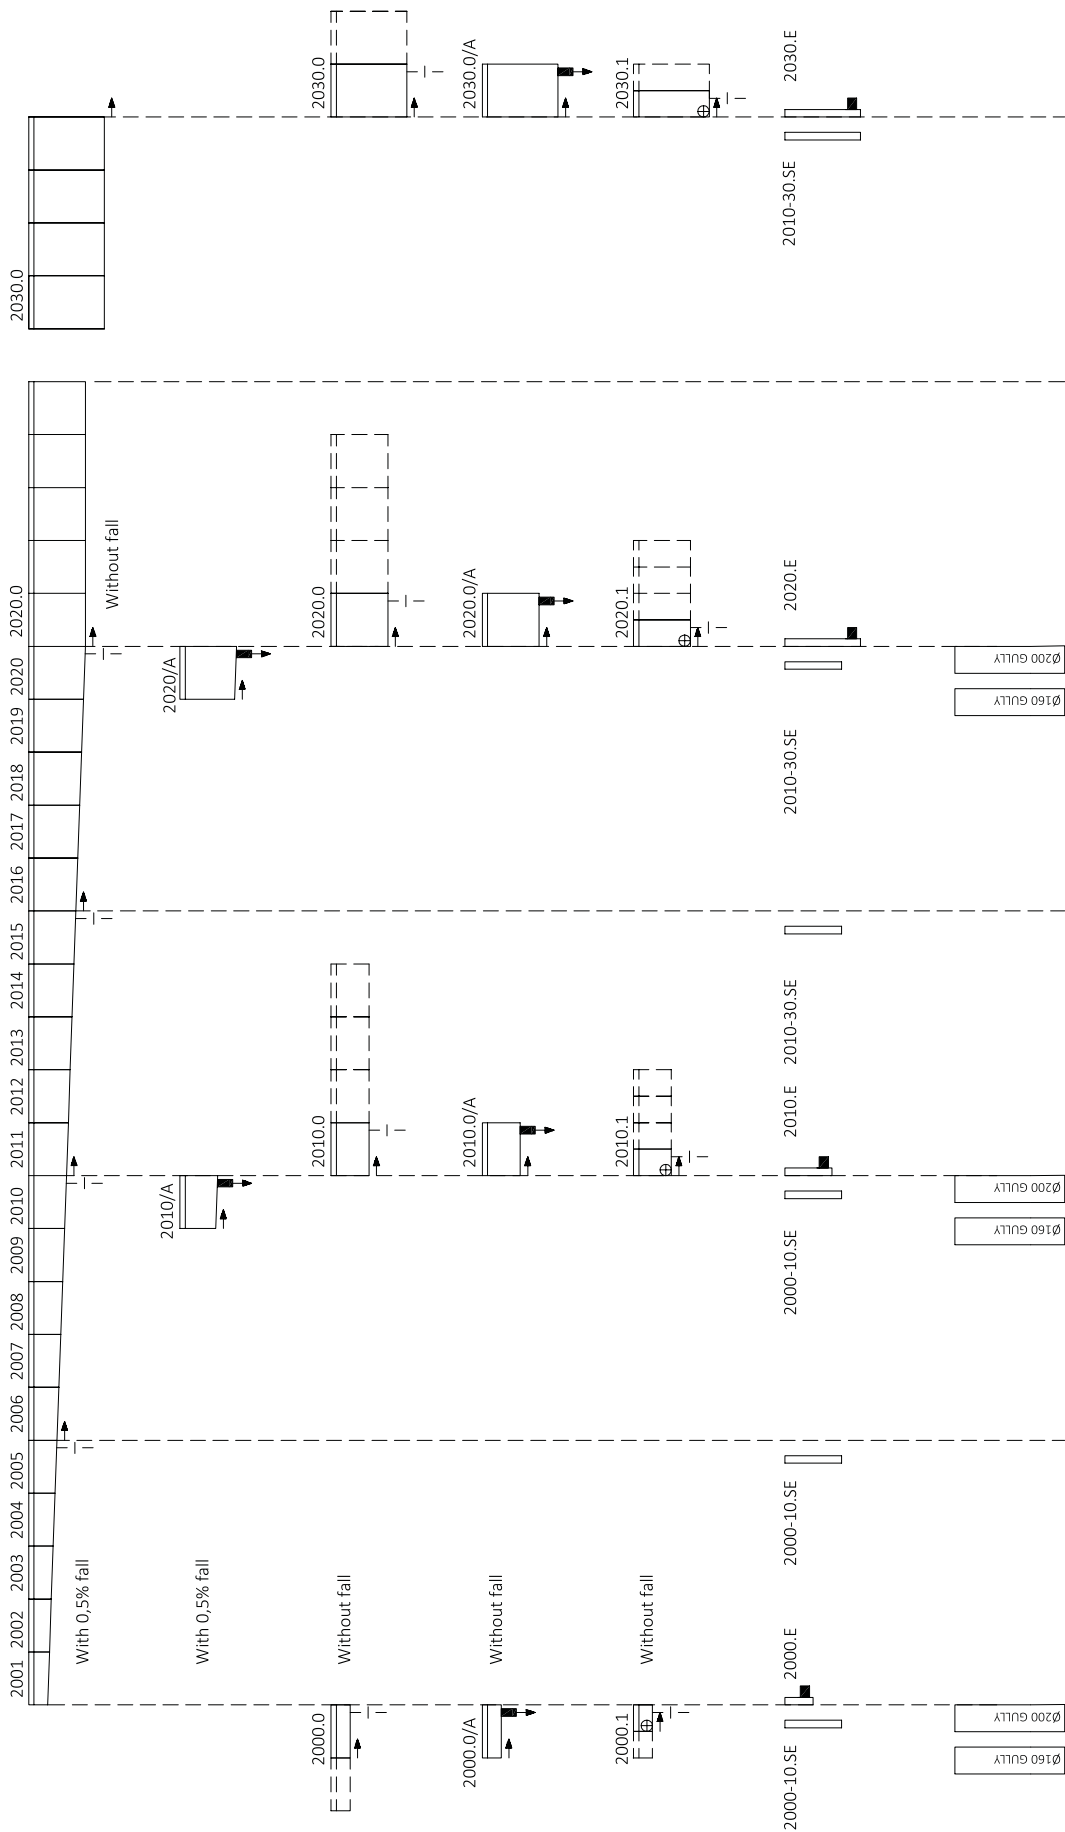 2001 2002 2003 2004 2005 2006 2007 2008 2009 2010 2011 2012 2013 2014 2015 2016 2017 2018 2019 2020 2020.0 2030.0
With 0,5% fall
Without fall
With 0,5% fall
2010/A
2020/A
2000.0
Without fall
2010.0
2020.0
2030.0
2000.0/A
Without fall
2010.0/A
2020.0/A
2030.0/A
2000.1
Without fall
2010.1
2020.1
2030.1
2000-10.SE
2000.E
2000-10.SE
2000-10.SE
2010.E
2010-30.SE
2010-30.SE
2020.E
2010-30.SE
2030.E
Ø160 GULLY
Ø200 GULLY
Ø160 GULLY
Ø200 GULLY
Ø160 GULLY
Ø200 GULLY